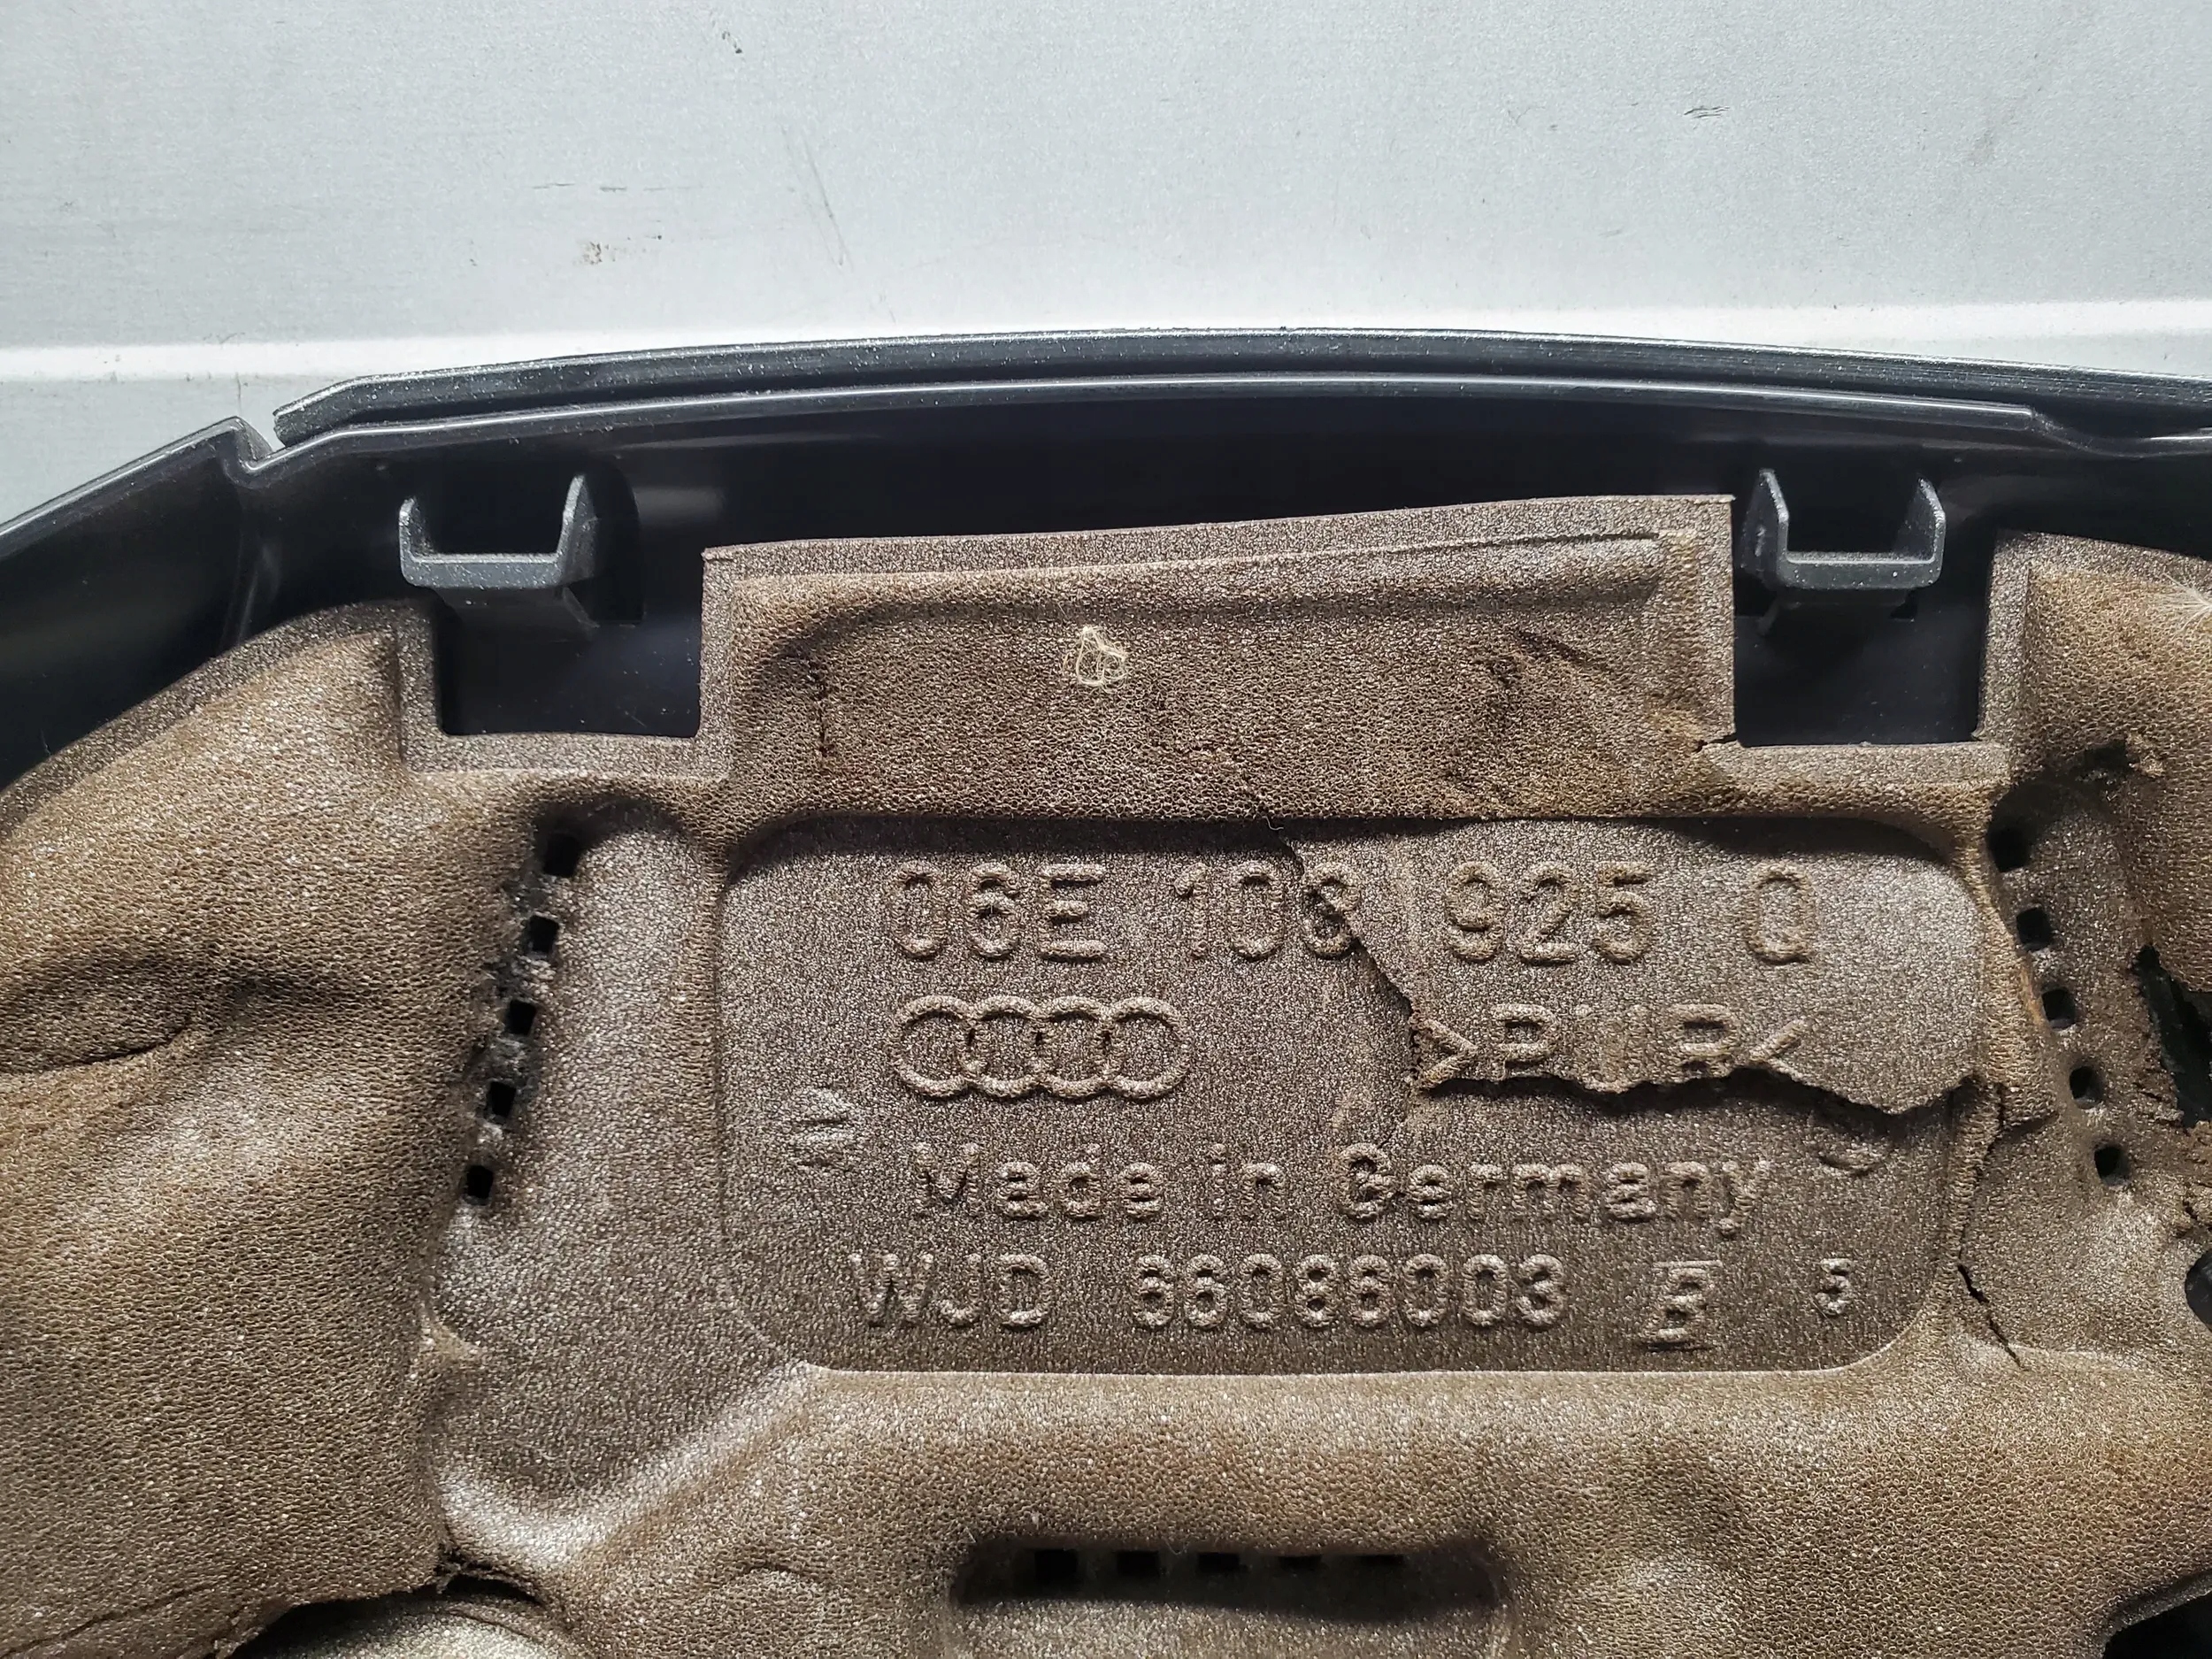 06E 103 925 Q
>PUR<
Made in Germany
WJD 66086003 E 5